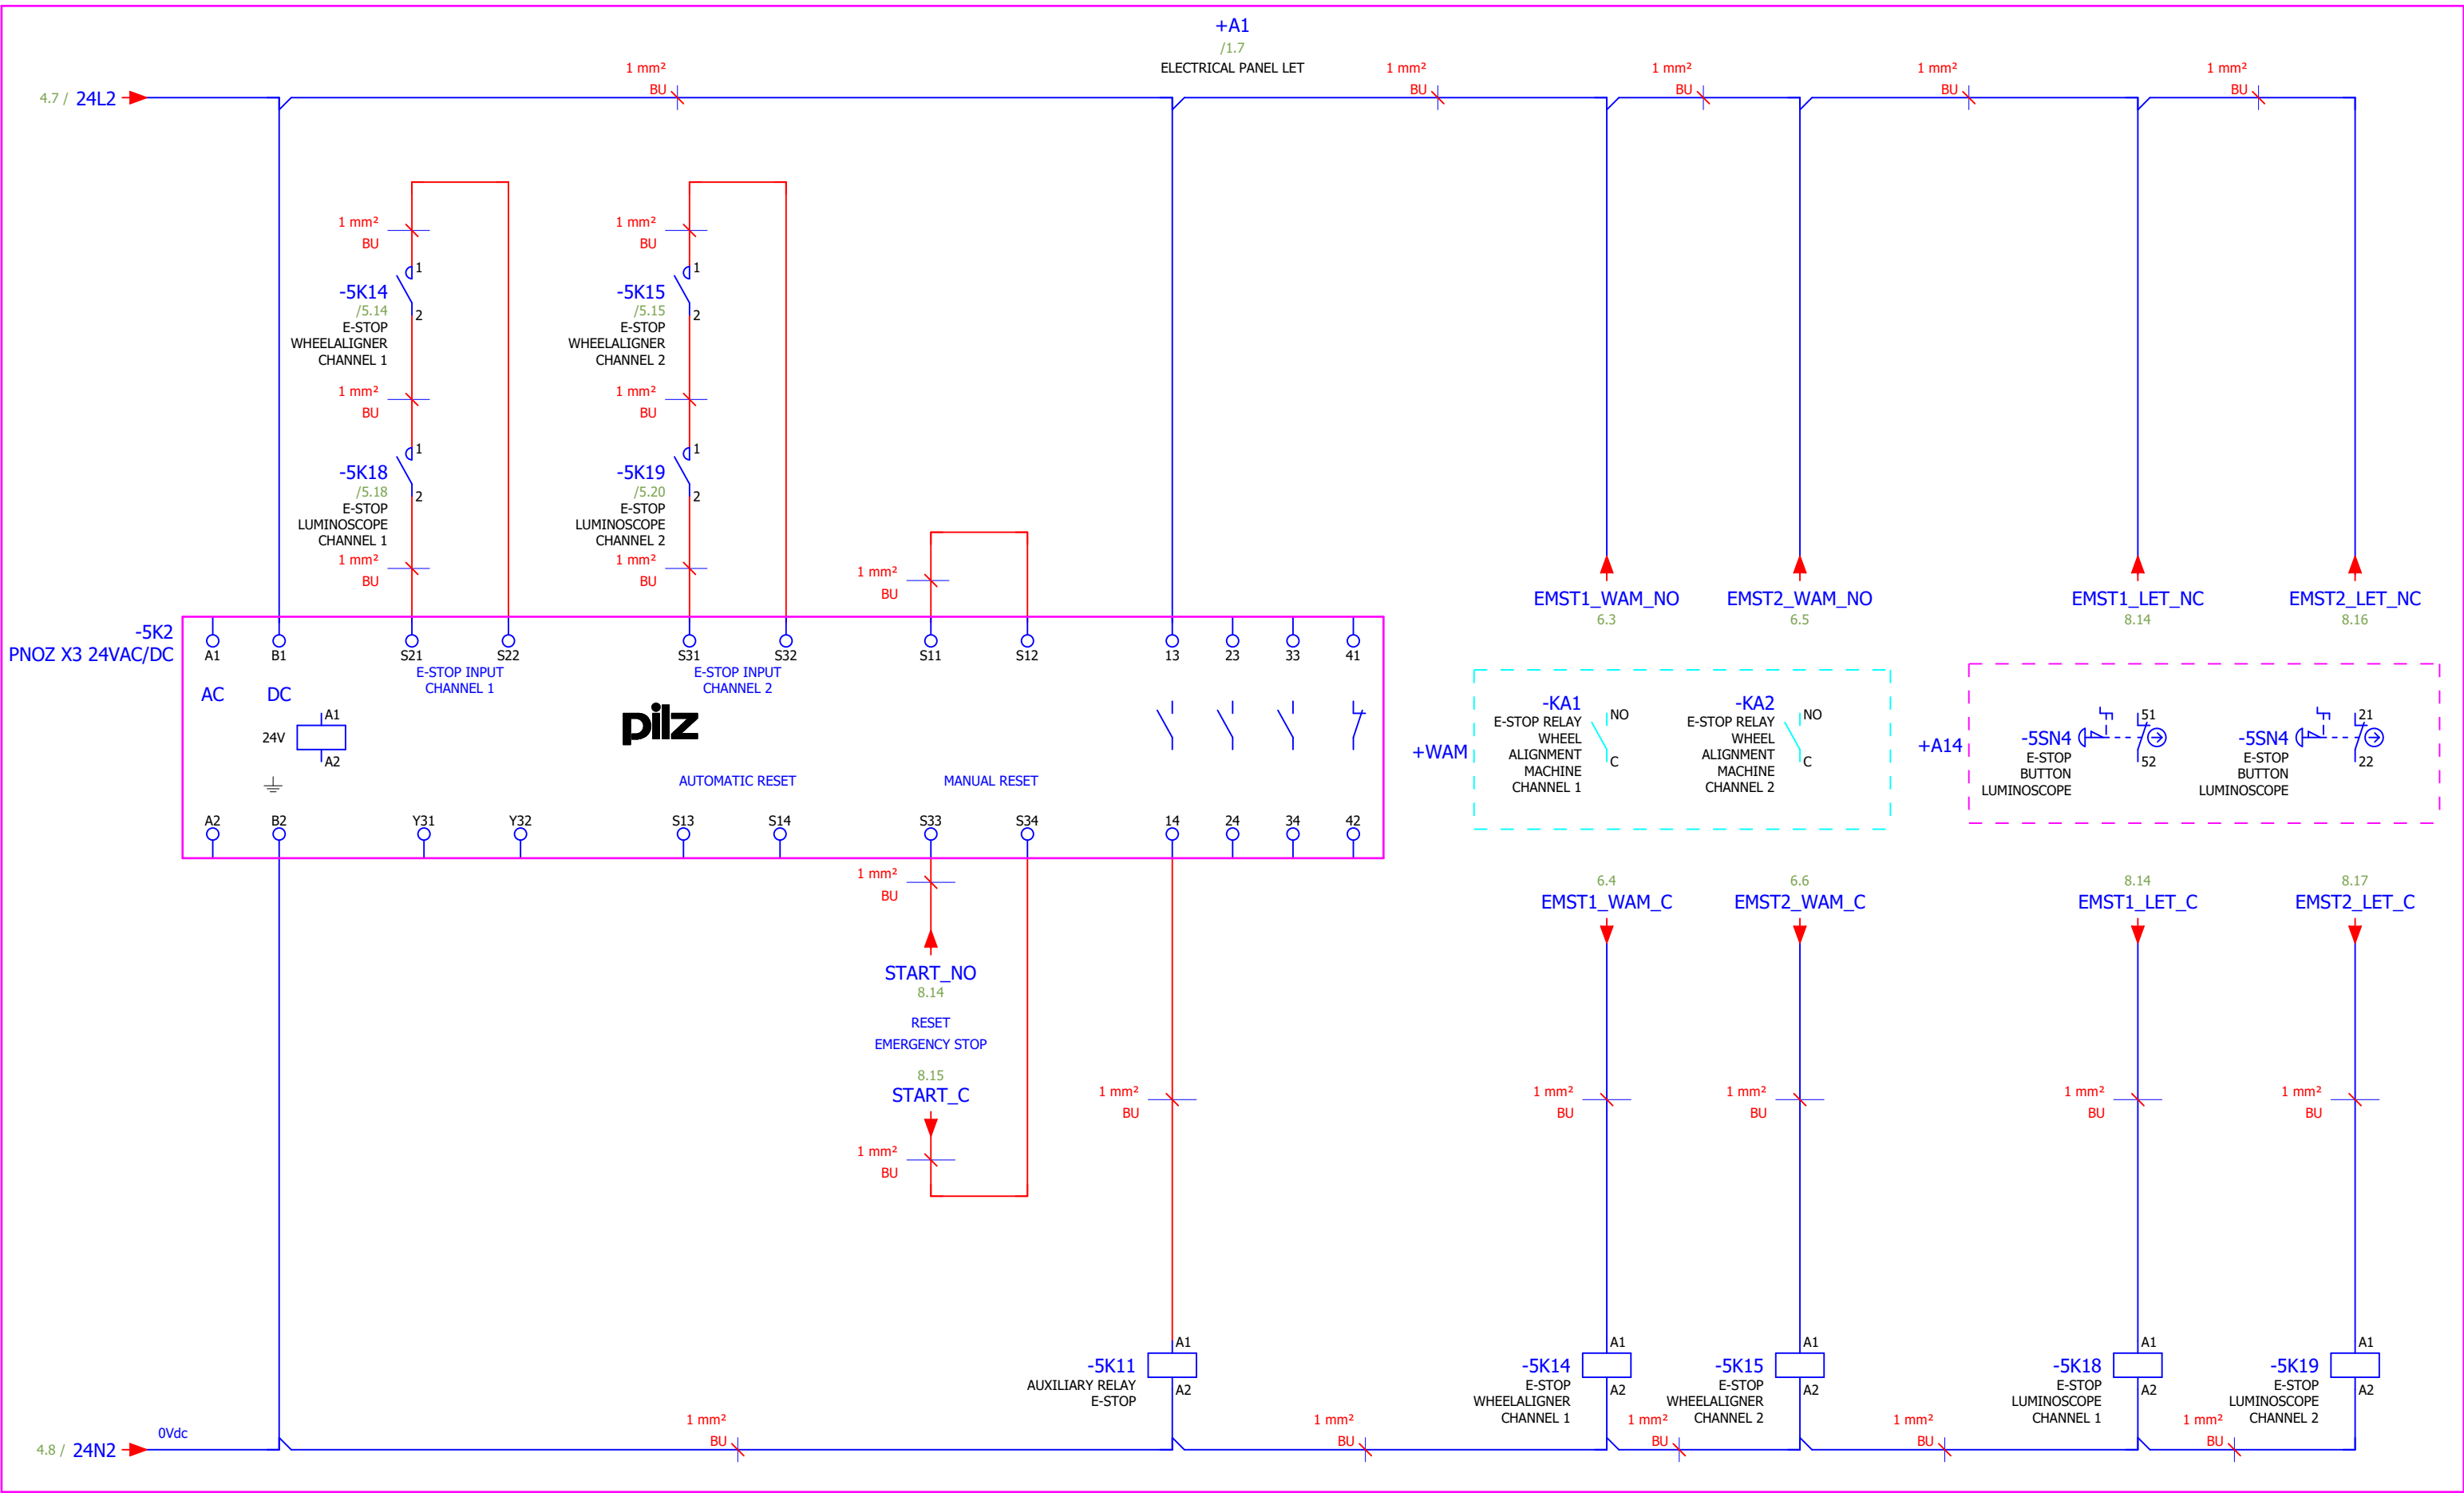 +A1
/1.7
ELECTRICAL PANEL LET
4.7 / 24L2
1 mm²
BU
1 mm²
BU
1 mm²
BU
1 mm²
BU
1 mm²
BU
1 mm²
BU
-5K14
/5.14
E-STOP
WHEELALIGNER
CHANNEL 1
1
2
1 mm²
BU
-5K18
/5.18
E-STOP
LUMINOSCOPE
CHANNEL 1
1
2
1 mm²
BU
1 mm²
BU
-5K15
/5.15
E-STOP
WHEELALIGNER
CHANNEL 2
1
2
1 mm²
BU
-5K19
/5.20
E-STOP
LUMINOSCOPE
CHANNEL 2
1
2
1 mm²
BU
1 mm²
BU
EMST1_WAM_NO
6.3
EMST2_WAM_NO
6.5
EMST1_LET_NC
8.14
EMST2_LET_NC
8.16
-5K2
PNOZ X3 24VAC/DC
A1 B1 S21 S22 S31 S32 S11 S12 13 23 33 41
E-STOP INPUT
CHANNEL 1
E-STOP INPUT
CHANNEL 2
AC DC
24V
A1
A2
pilz
AUTOMATIC RESET
MANUAL RESET
A2 B2 Y31 Y32 S13 S14 S33 S34 14 24 34 42
+WAM
-KA1
E-STOP RELAY
WHEEL
ALIGNMENT
MACHINE
CHANNEL 1
NO
C
-KA2
E-STOP RELAY
WHEEL
ALIGNMENT
MACHINE
CHANNEL 2
NO
C
+A14
-5SN4
E-STOP
BUTTON
LUMINOSCOPE
51
52
-5SN4
E-STOP
BUTTON
LUMINOSCOPE
21
22
1 mm²
BU
START_NO
8.14
RESET
EMERGENCY STOP
8.15
START_C
1 mm²
BU
6.4
EMST1_WAM_C
6.6
EMST2_WAM_C
8.14
EMST1_LET_C
8.17
EMST2_LET_C
1 mm²
BU
1 mm²
BU
1 mm²
BU
1 mm²
BU
1 mm²
BU
-5K11
AUXILIARY RELAY
E-STOP
A1
A2
-5K14
E-STOP
WHEELALIGNER
CHANNEL 1
A1
A2
-5K15
E-STOP
WHEELALIGNER
CHANNEL 2
A1
A2
-5K18
E-STOP
LUMINOSCOPE
CHANNEL 1
A1
A2
-5K19
E-STOP
LUMINOSCOPE
CHANNEL 2
A1
A2
0Vdc
4.8 / 24N2
1 mm²
BU
1 mm²
BU
1 mm²
BU
1 mm²
BU
1 mm²
BU